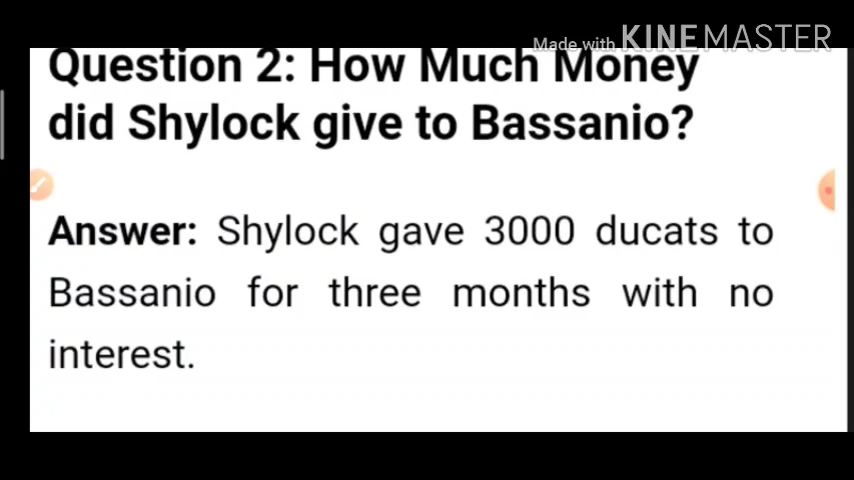 Made with KINEMASTER
Question 2: How Much Money
did Shylock give to Bassanio?
Answer: Shylock gave 3000 ducats to
Bassanio for three months with no
interest.